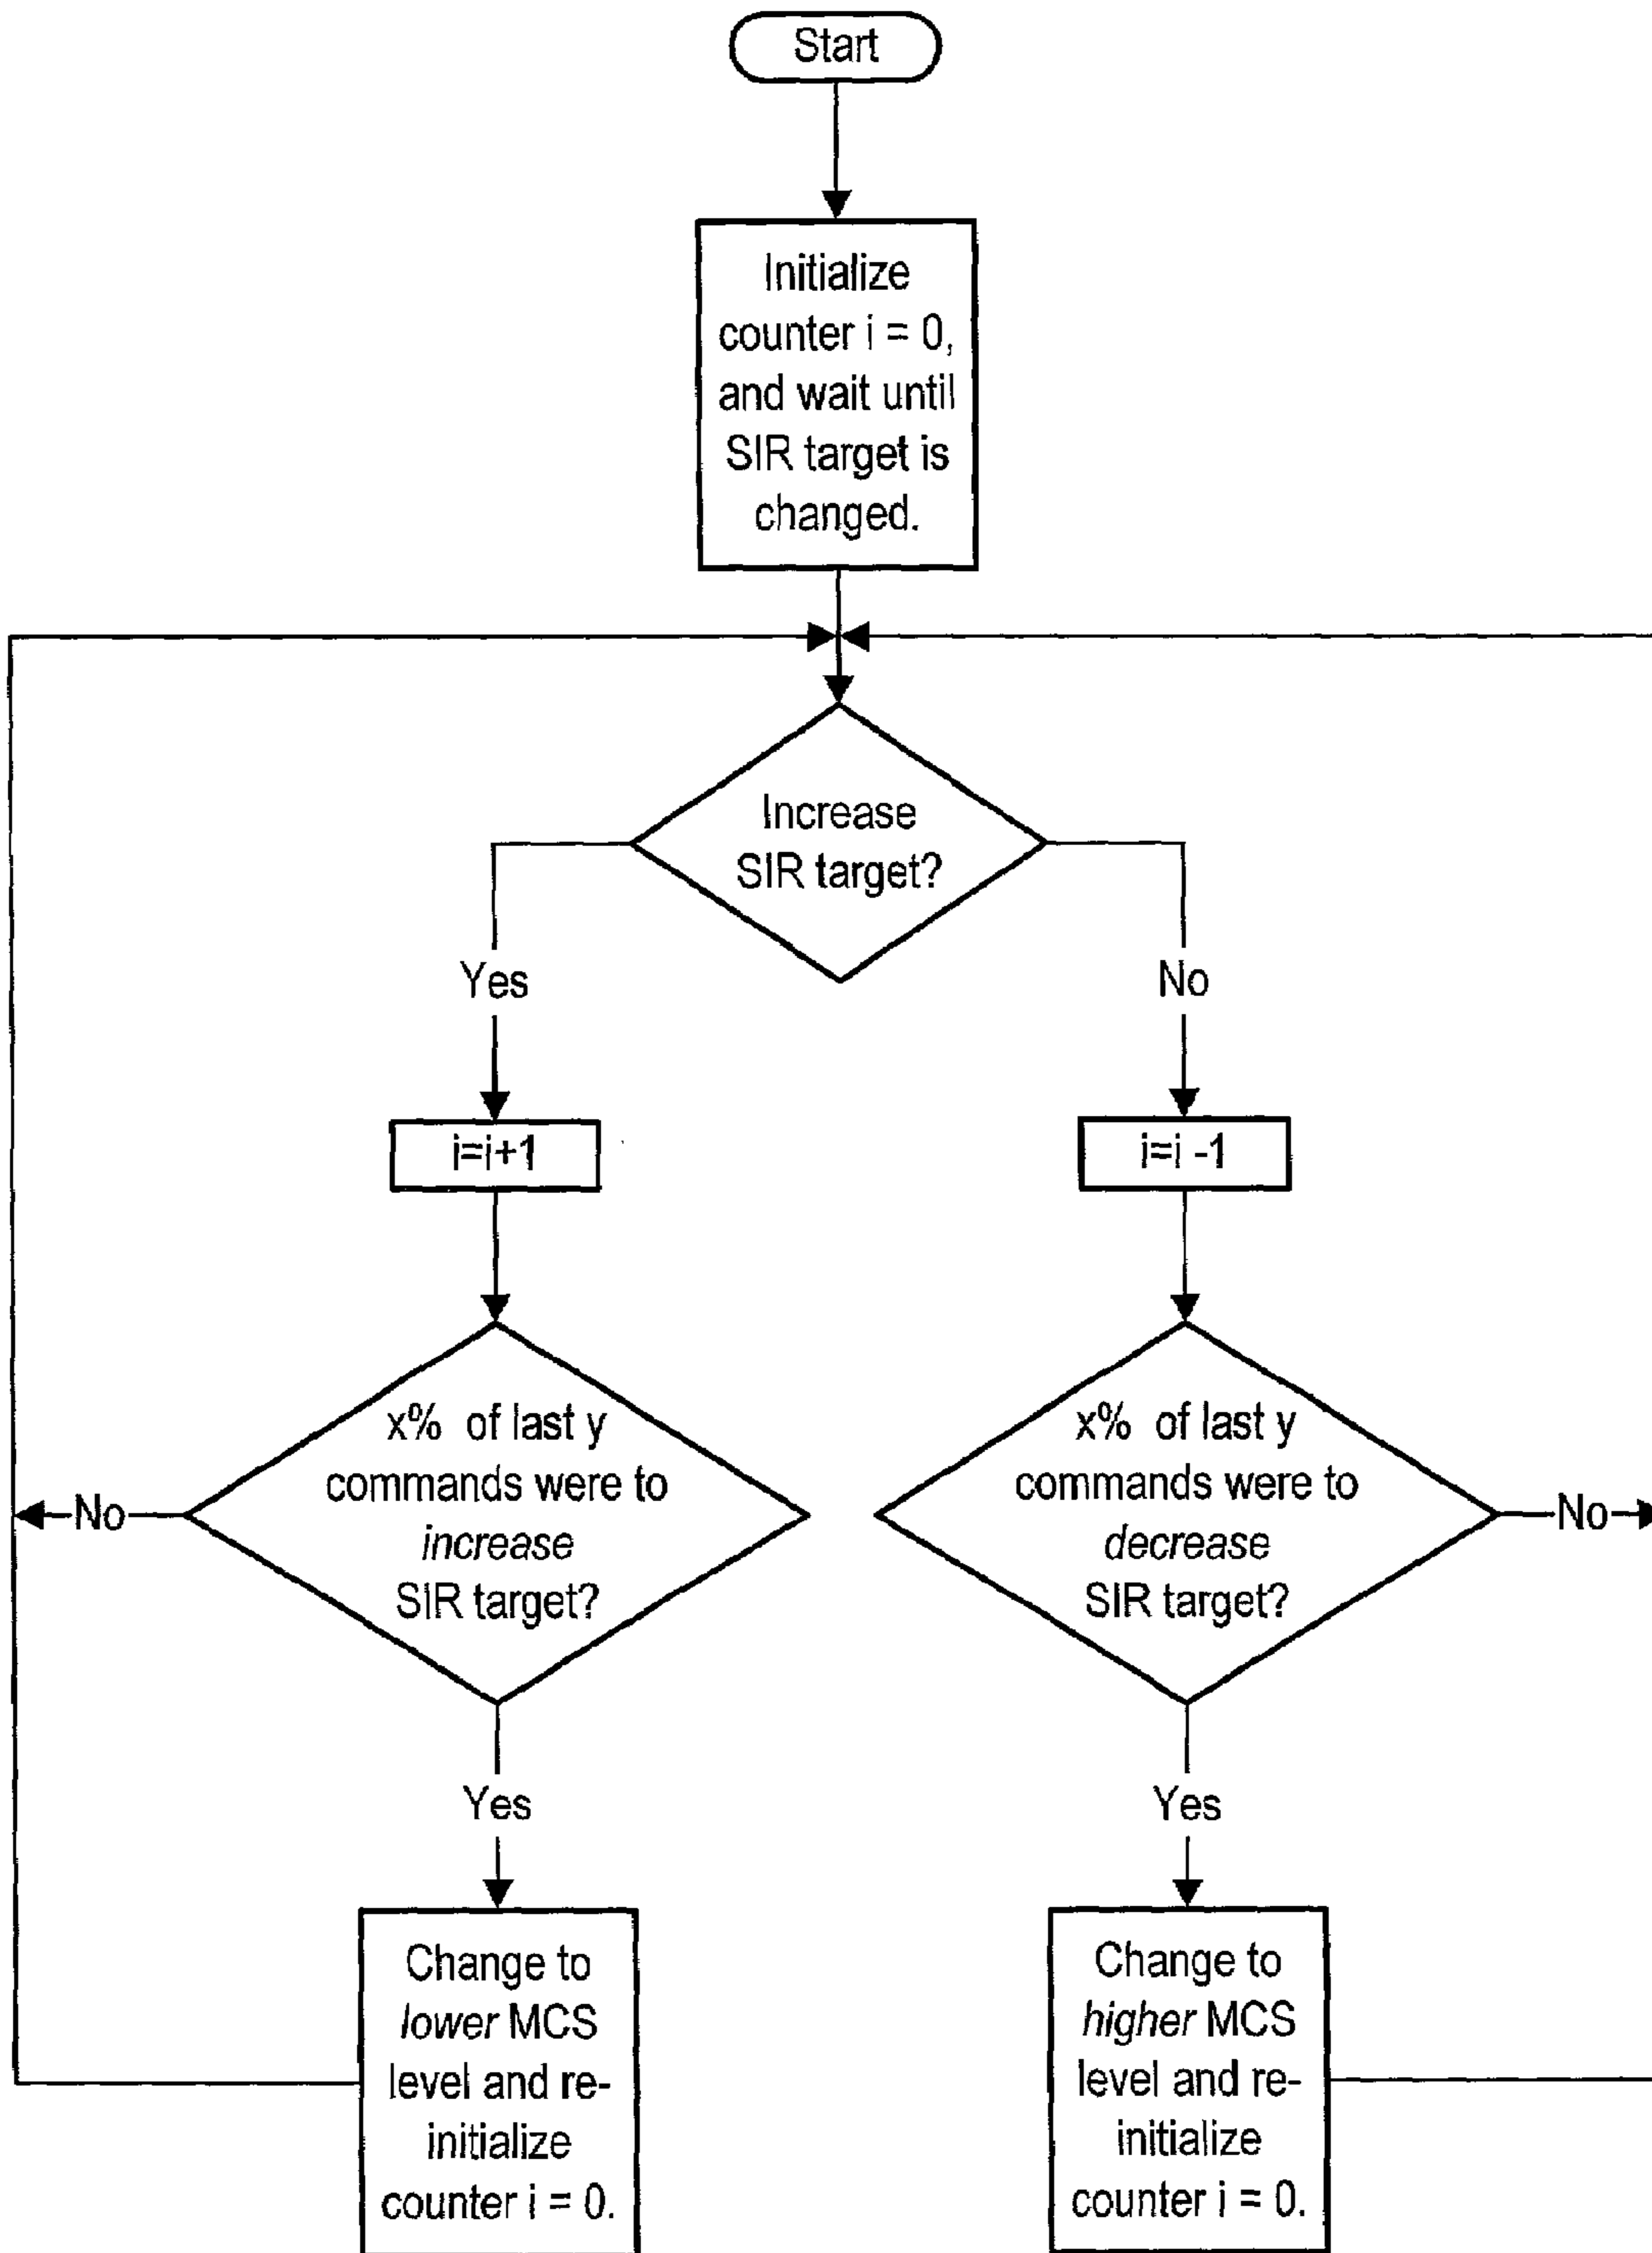 Start
Initialize
counter i = 0,
and wait until
SIR target is
changed.
Increase
SIR target?
Yes
No
i=i+1
i=i -1
x% of last y
commands were to
increase
SIR target?
No
x% of last y
commands were to
decrease
SIR target?
No
Yes
Yes
Change to
lower MCS
level and re-
initialize
counter i = 0.
Change to
higher MCS
level and re-
initialize
counter i = 0.